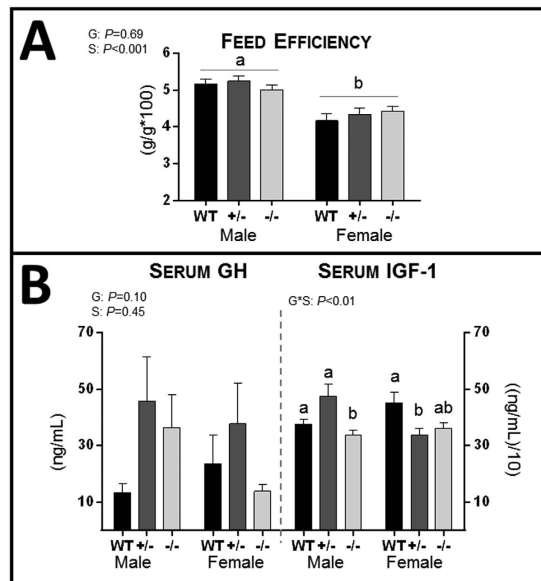 A
G: P=0.69
S: P<0.001
FEED EFFICIENCY
a
b
6
5
4
3
2
(g/g*100)
WT +/- -/- WT +/- -/-
Male Female
B
SERUM GH SERUM IGF-1
G: P=0.10
S: P=0.45
G*S: P<0.01
70 70
50 50
30 30
10 10
(ng/mL)
((ng/mL)/10)
a a b a b ab
WT +/- -/- WT +/- -/- WT +/- -/- WT +/- -/-
Male Female Male Female